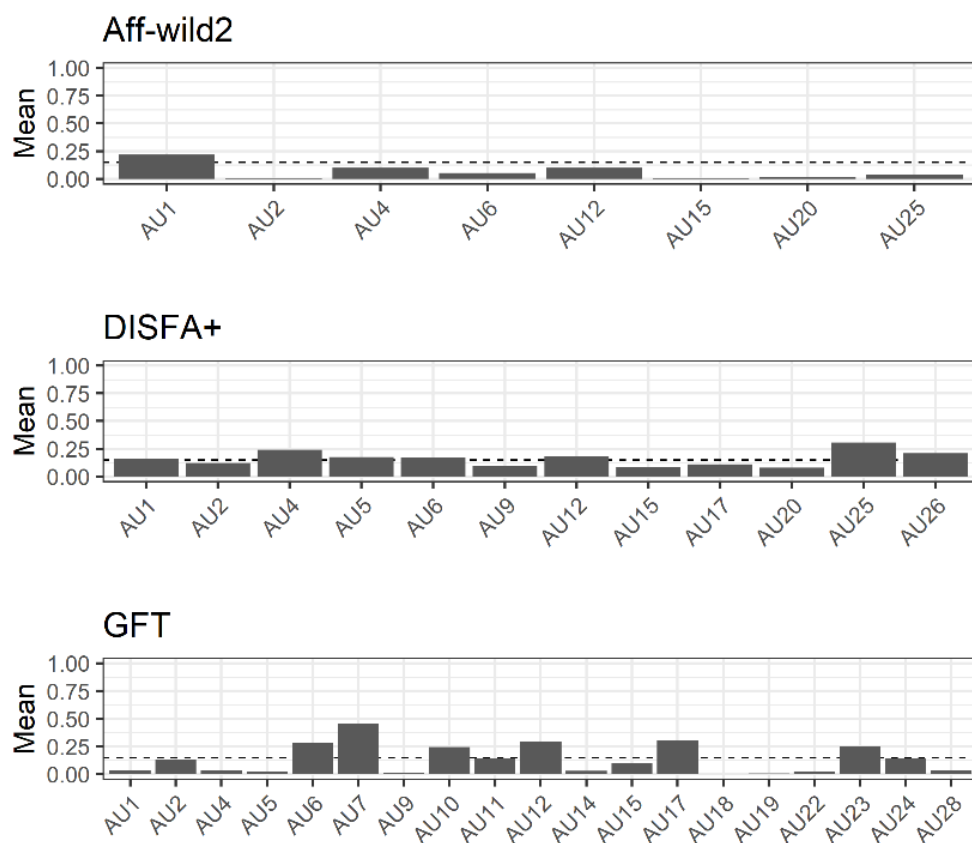 Aff-wild2
Mean
1.00
0.75
0.50
0.25
0.00
AU1 AU2 AU4 AU6 AU12 AU15 AU20 AU25
DISFA+
Mean
1.00
0.75
0.50
0.25
0.00
AU1 AU2 AU4 AU5 AU6 AU9 AU12 AU15 AU17 AU20 AU25 AU26
GFT
Mean
1.00
0.75
0.50
0.25
0.00
AU1 AU2 AU4 AU5 AU6 AU7 AU9 AU10 AU11 AU12 AU14 AU15 AU17 AU18 AU19 AU22 AU23 AU24 AU28